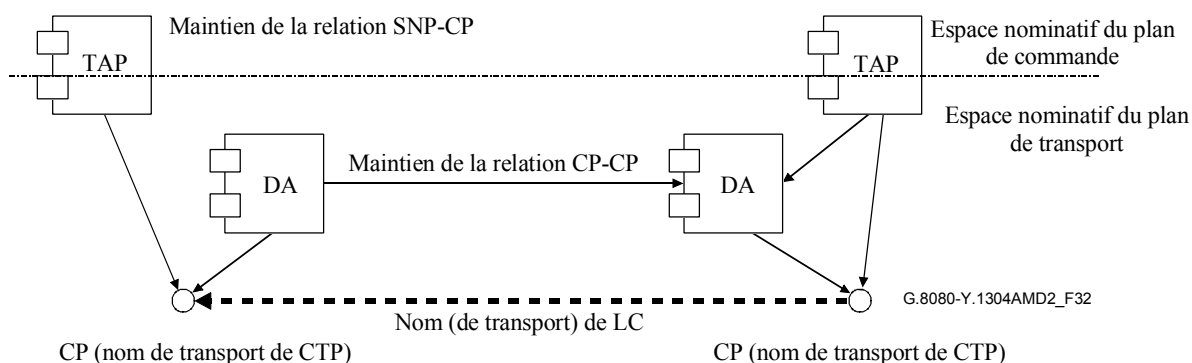 Maintien de la relation SNP-CP
Espace nominatif du plan
de commande
TAP
TAP
Espace nominatif du plan
de transport
Maintien de la relation CP-CP
DA
DA
G.8080-Y.1304AMD2_F32
Nom (de transport) de LC
CP (nom de transport de CTP)
CP (nom de transport de CTP)